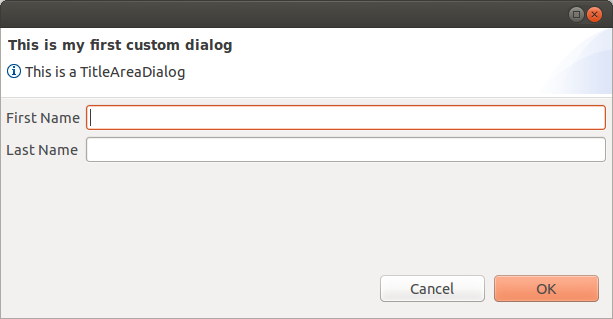 This is my first custom dialog
This is a TitleAreaDialog
First Name
Last Name
Cancel
OK